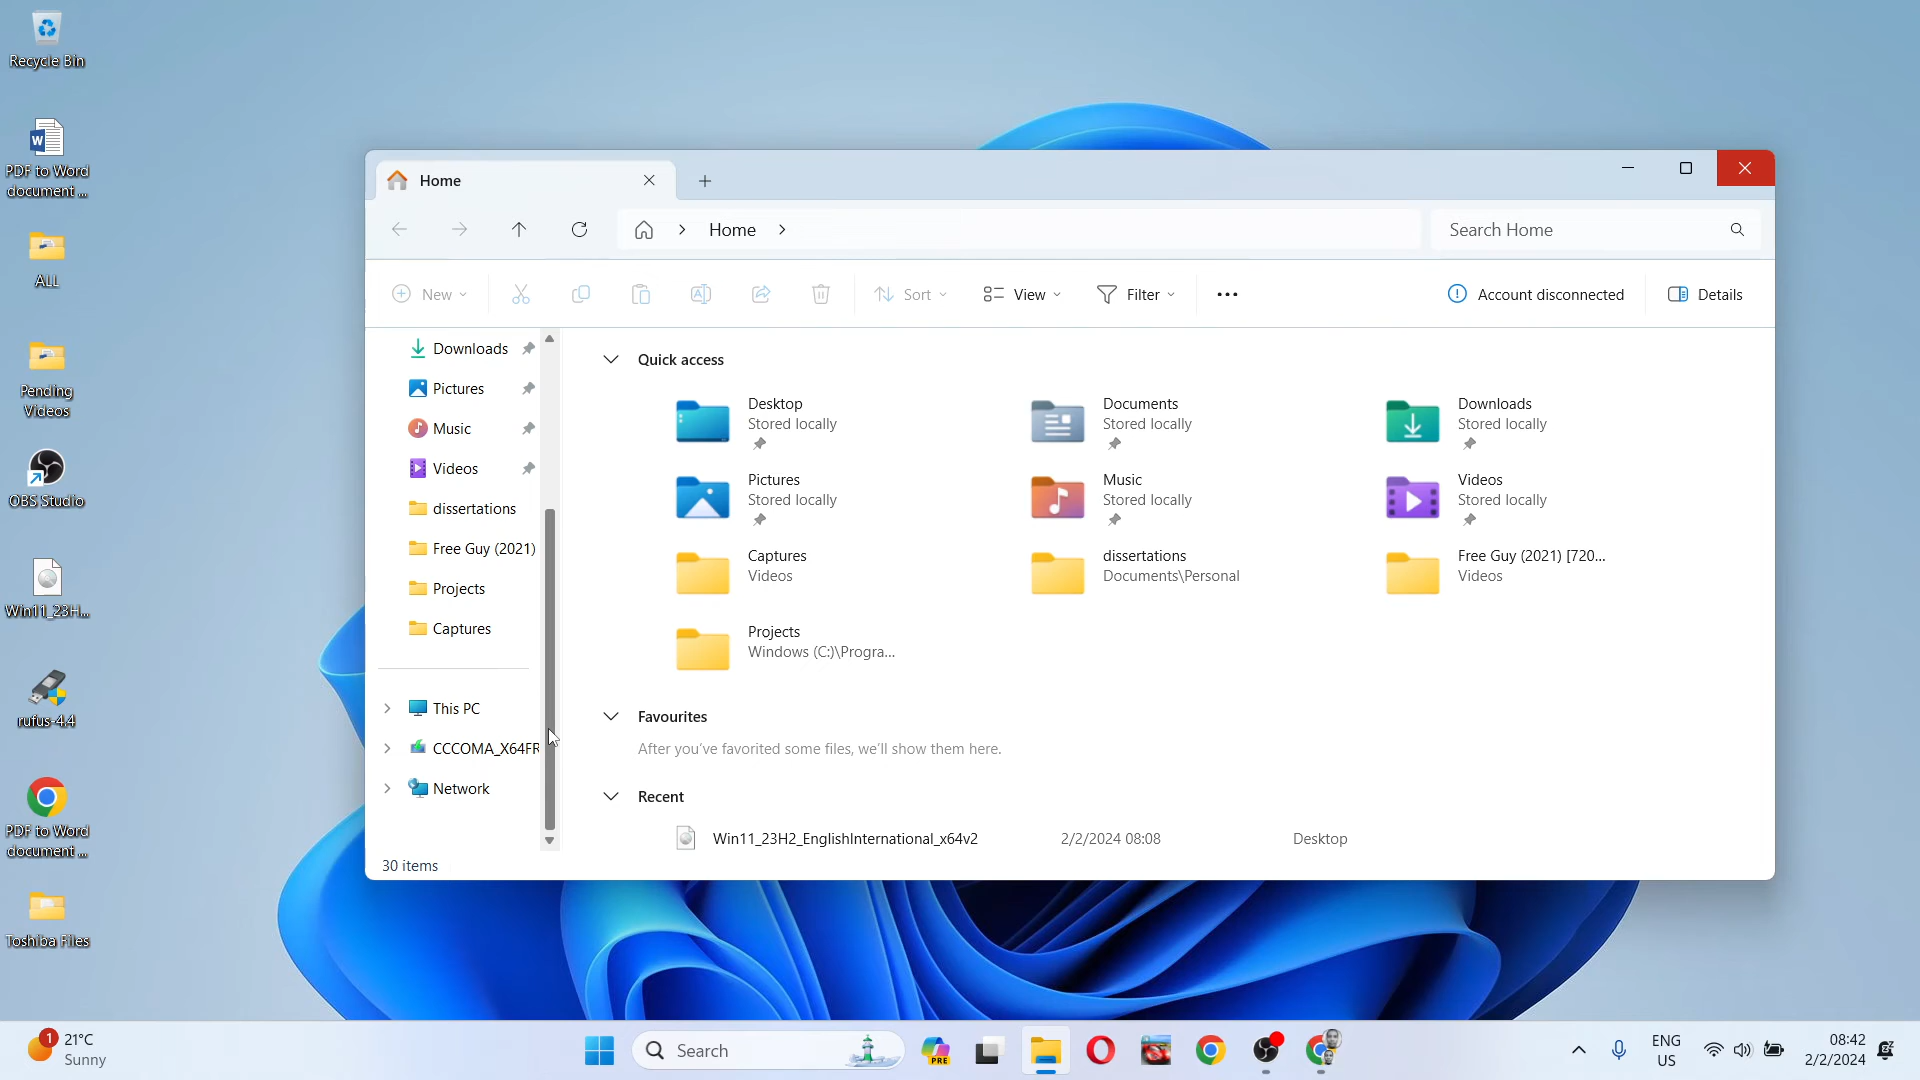 Recycle Bin
PDF to Word
document ...
ALL
Pending
Videos
OBS Studio
Win11_23H...
rufus-4.4
PDF to Word
document ...
Toshiba Files
Home
Home
Search Home
New
Sort
View
Filter
Account disconnected
Details
Downloads
Pictures
Music
Videos
dissertations
Free Guy (2021)
Projects
Captures
This PC
CCCOMA_X64FR
Network
Quick access
Desktop
Stored locally
Documents
Stored locally
Downloads
Stored locally
Pictures
Stored locally
Music
Stored locally
Videos
Stored locally
Captures
Videos
dissertations
Documents\Personal
Free Guy (2021) [720...
Videos
Projects
Windows (C:)\Progra...
Favourites
After you've favorited some files, we'll show them here.
Recent
Win11_23H2_EnglishInternational_x64v2 2/2/2024 08:08 Desktop
30 items
1
21°C
Sunny
Search
PRE
ENG
US
08:42
2/2/2024